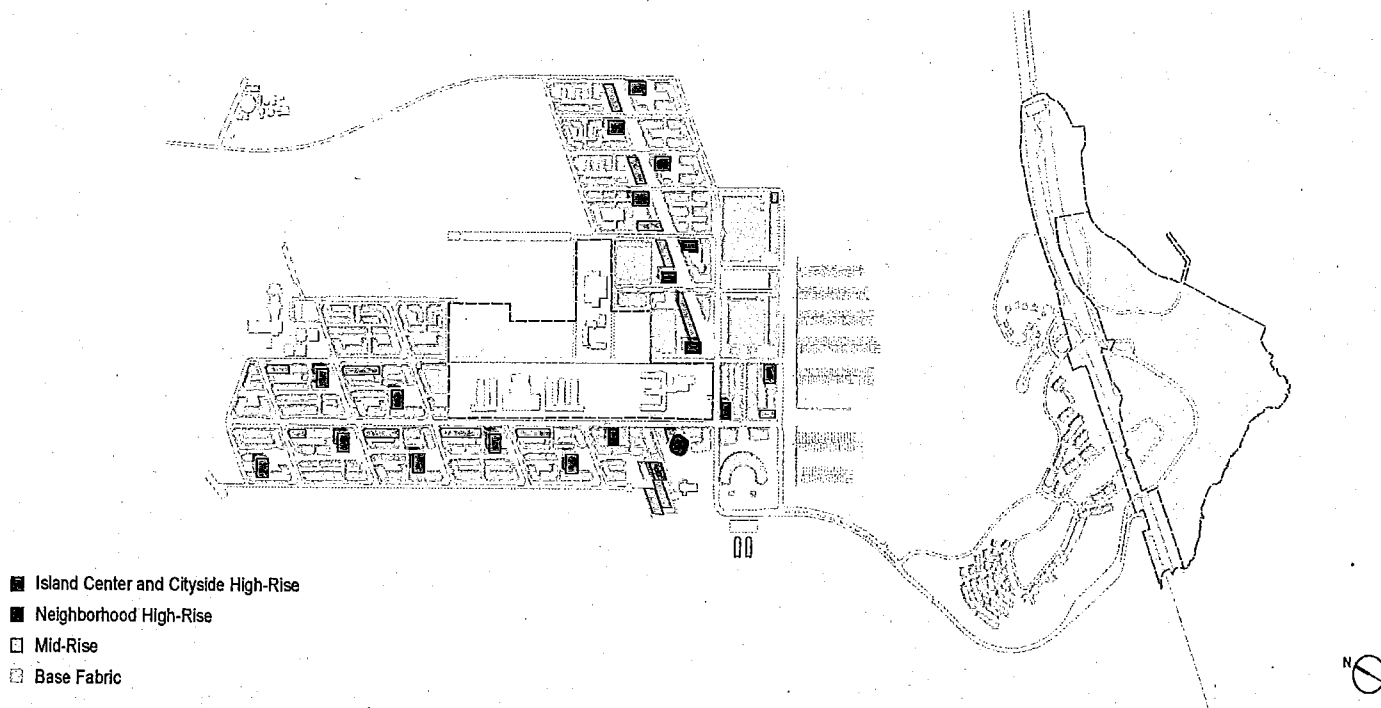 Island Center and Cityside High-Rise
Neighborhood High-Rise
Mid-Rise
Base Fabric
N